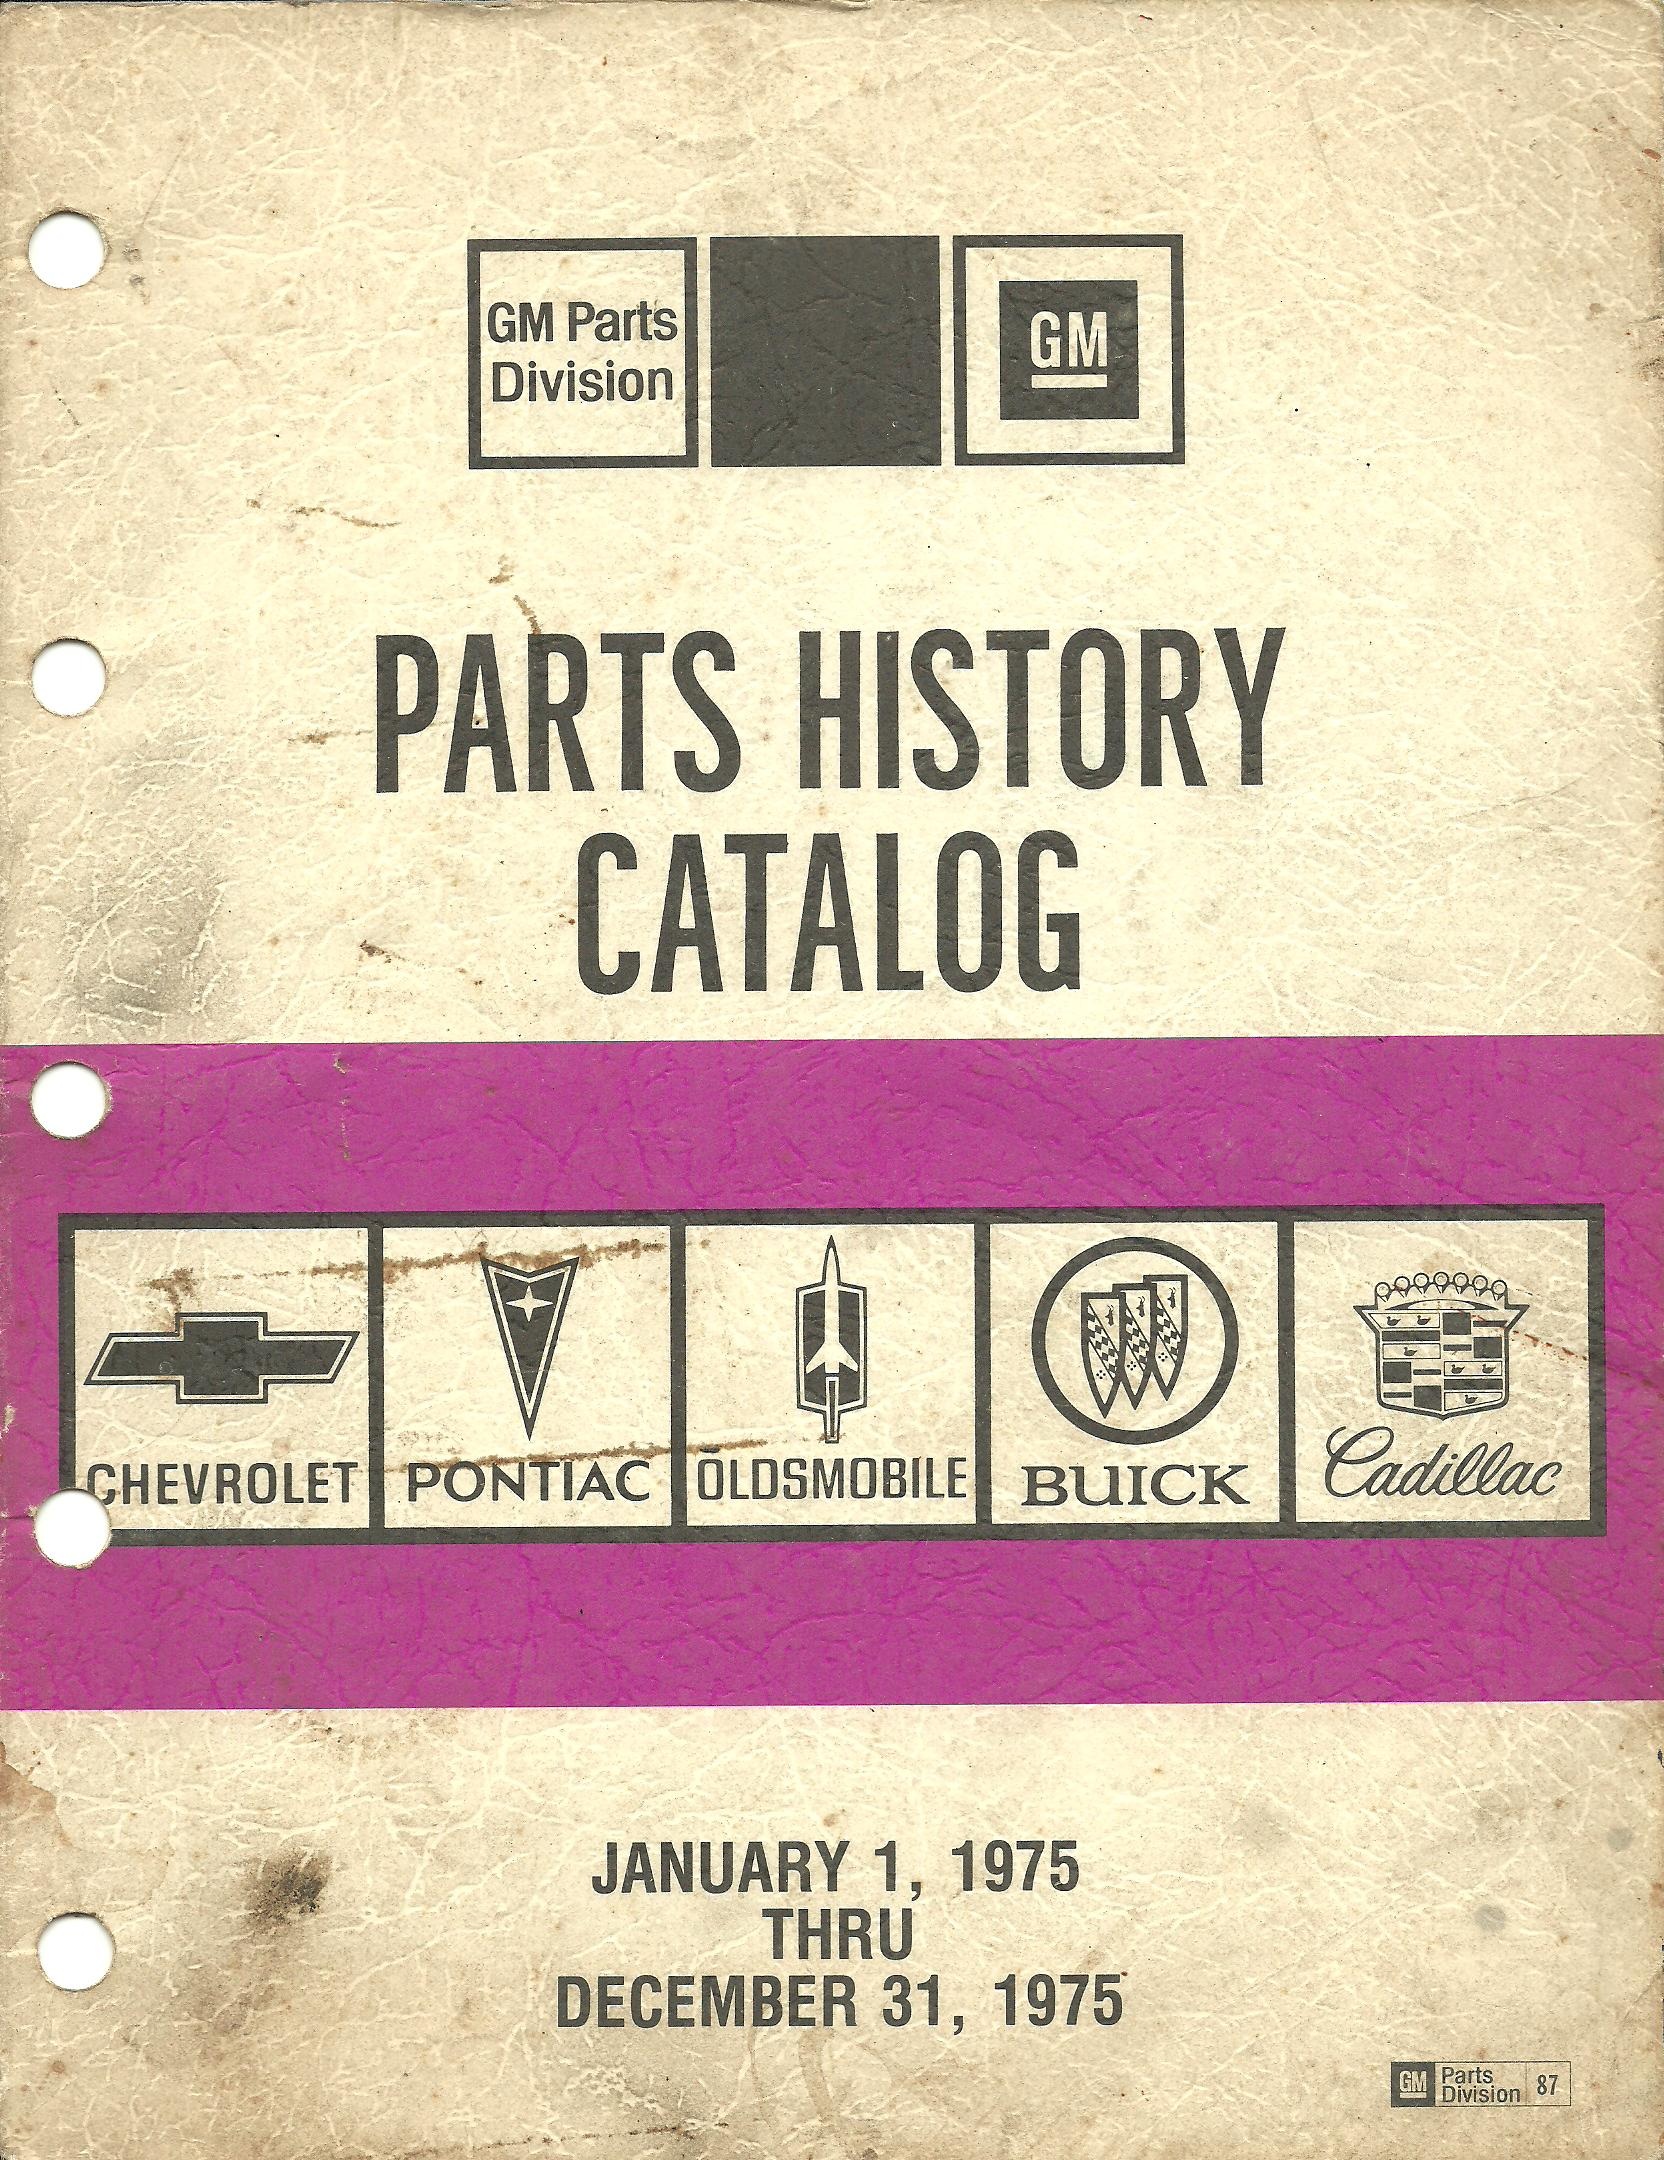 GM Parts
Division
GM
PARTS HISTORY
CATALOG
CHEVROLET
PONTIAC
OLDSMOBILE
BUICK
Cadillac
JANUARY 1, 1975
THRU
DECEMBER 31, 1975
GM
Parts
Division
87